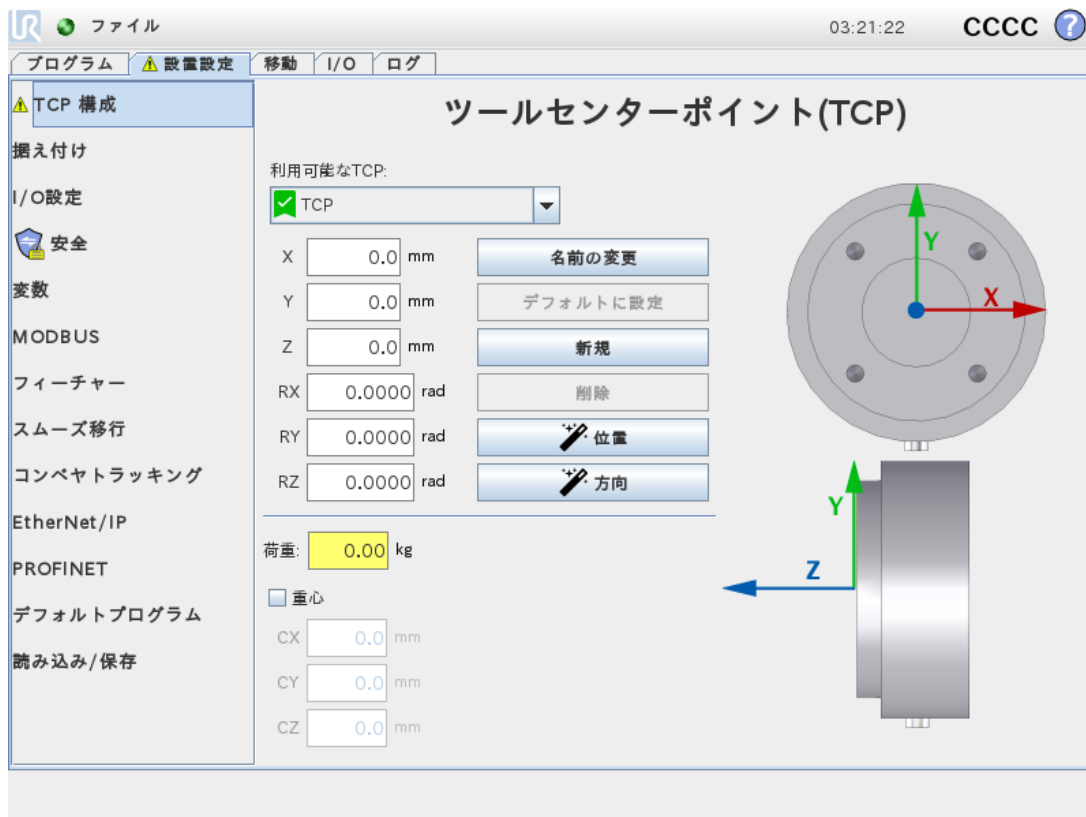 UR ファイル 03:21:22 CCCC ?
プログラム 設置設定 移動 I/O ログ
TCP 構成
据え付け
I/O設定
安全
変数
MODBUS
フィーチャー
スムーズ移行
コンベヤトラッキング
EtherNet/IP
PROFINET
デフォルトプログラム
読み込み/保存
ツールセンターポイント(TCP)
利用可能なTCP:
TCP
X 0.0 mm 名前の変更
Y 0.0 mm デフォルトに設定
Z 0.0 mm 新規
RX 0.0000 rad 削除
RY 0.0000 rad 位置
RZ 0.0000 rad 方向
荷重: 0.00 kg
重心
CX 0.0 mm
CY 0.0 mm
CZ 0.0 mm
Y
X
Y
Z